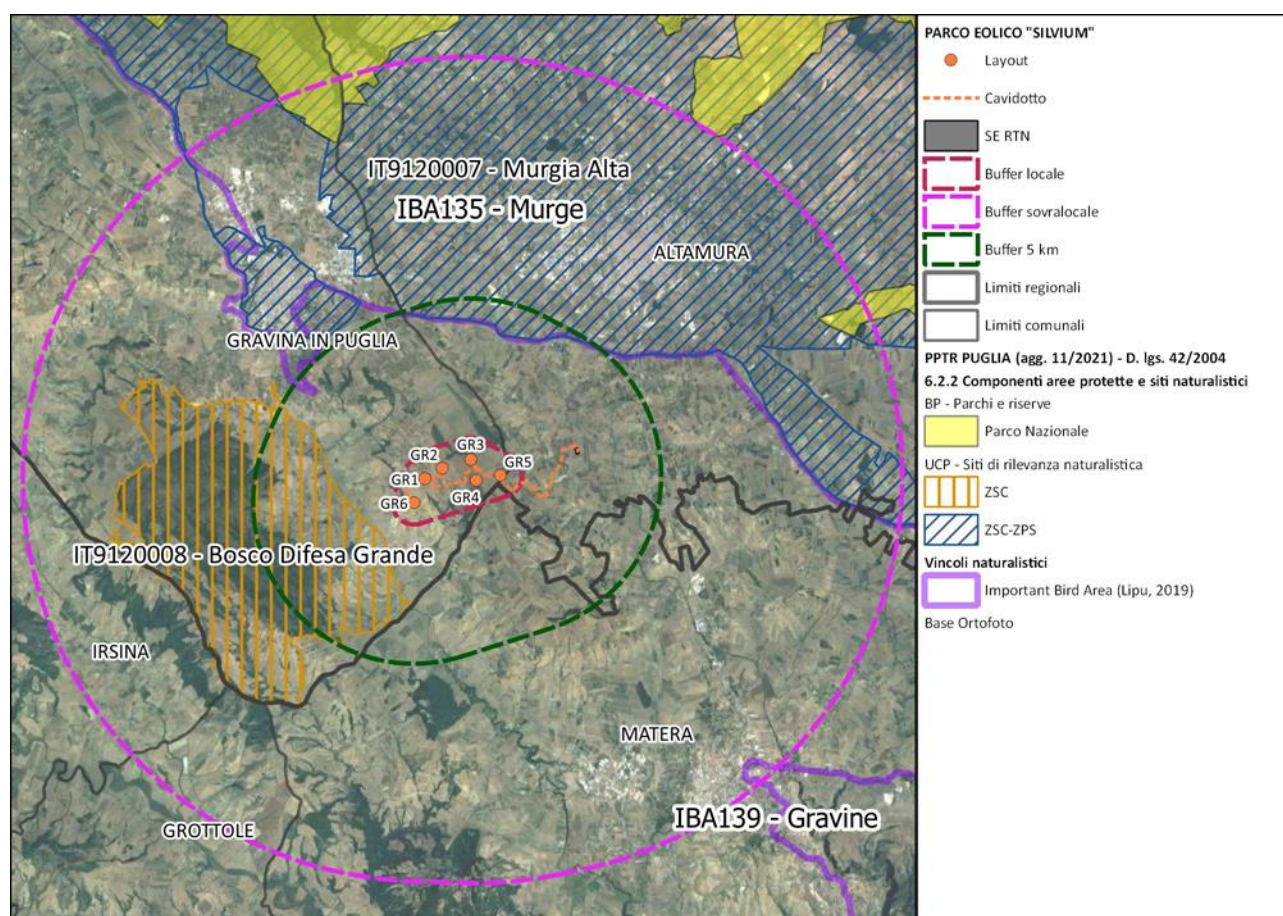 IT9120007 - Murgia Alta
IBA135 - Murge
ALTAMURA
GRAVINA IN PUGLIA
GR3
GR2
GR5
GR1
GR4
GR6
IT9120008 - Bosco Difesa Grande
IRSINA
MATERA
IBA139 - Gravine
GROTTOLE
PARCO EOLICO "SILVIUM"
Layout
Cavidotto
SE RTN
Buffer locale
Buffer sovralocale
Buffer 5 km
Limiti regionali
Limiti comunali
PPTR PUGLIA (agg. 11/2021) - D. lgs. 42/2004
6.2.2 Componenti aree protette e siti naturalistici
BP - Parchi e riserve
Parco Nazionale
UCP - Siti di rilevanza naturalistica
ZSC
ZSC-ZPS
Vincoli naturalistici
Important Bird Area (Lipu, 2019)
Base Ortofoto